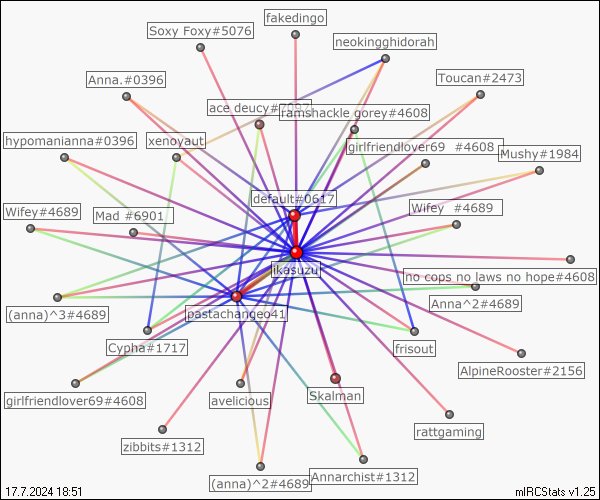 fakedingo
Soxy Foxy#5076
neokingghidorah
Anna.#0396
Toucan#2473
ace deucy#7097
ramshackle gorey#4608
hypomanianna#0396
xenoyaut
girlfriendlover69 #4608
Mushy#1984
default#0617
Wifey#4689
Mad #6901
Wifey #4689
likasuzu
no cops no laws no hope#4608
(anna)^3#4689
pastachangeo41
Anna^2#4689
Cypha#1717
frisout
AlpineRooster#2156
girlfriendlover69#4608
avelicious
Skalman
rattgaming
zibbits#1312
(anna)^2#4689
Annarchist#1312
17.7.2024 18:51
mIRCStats v1.25